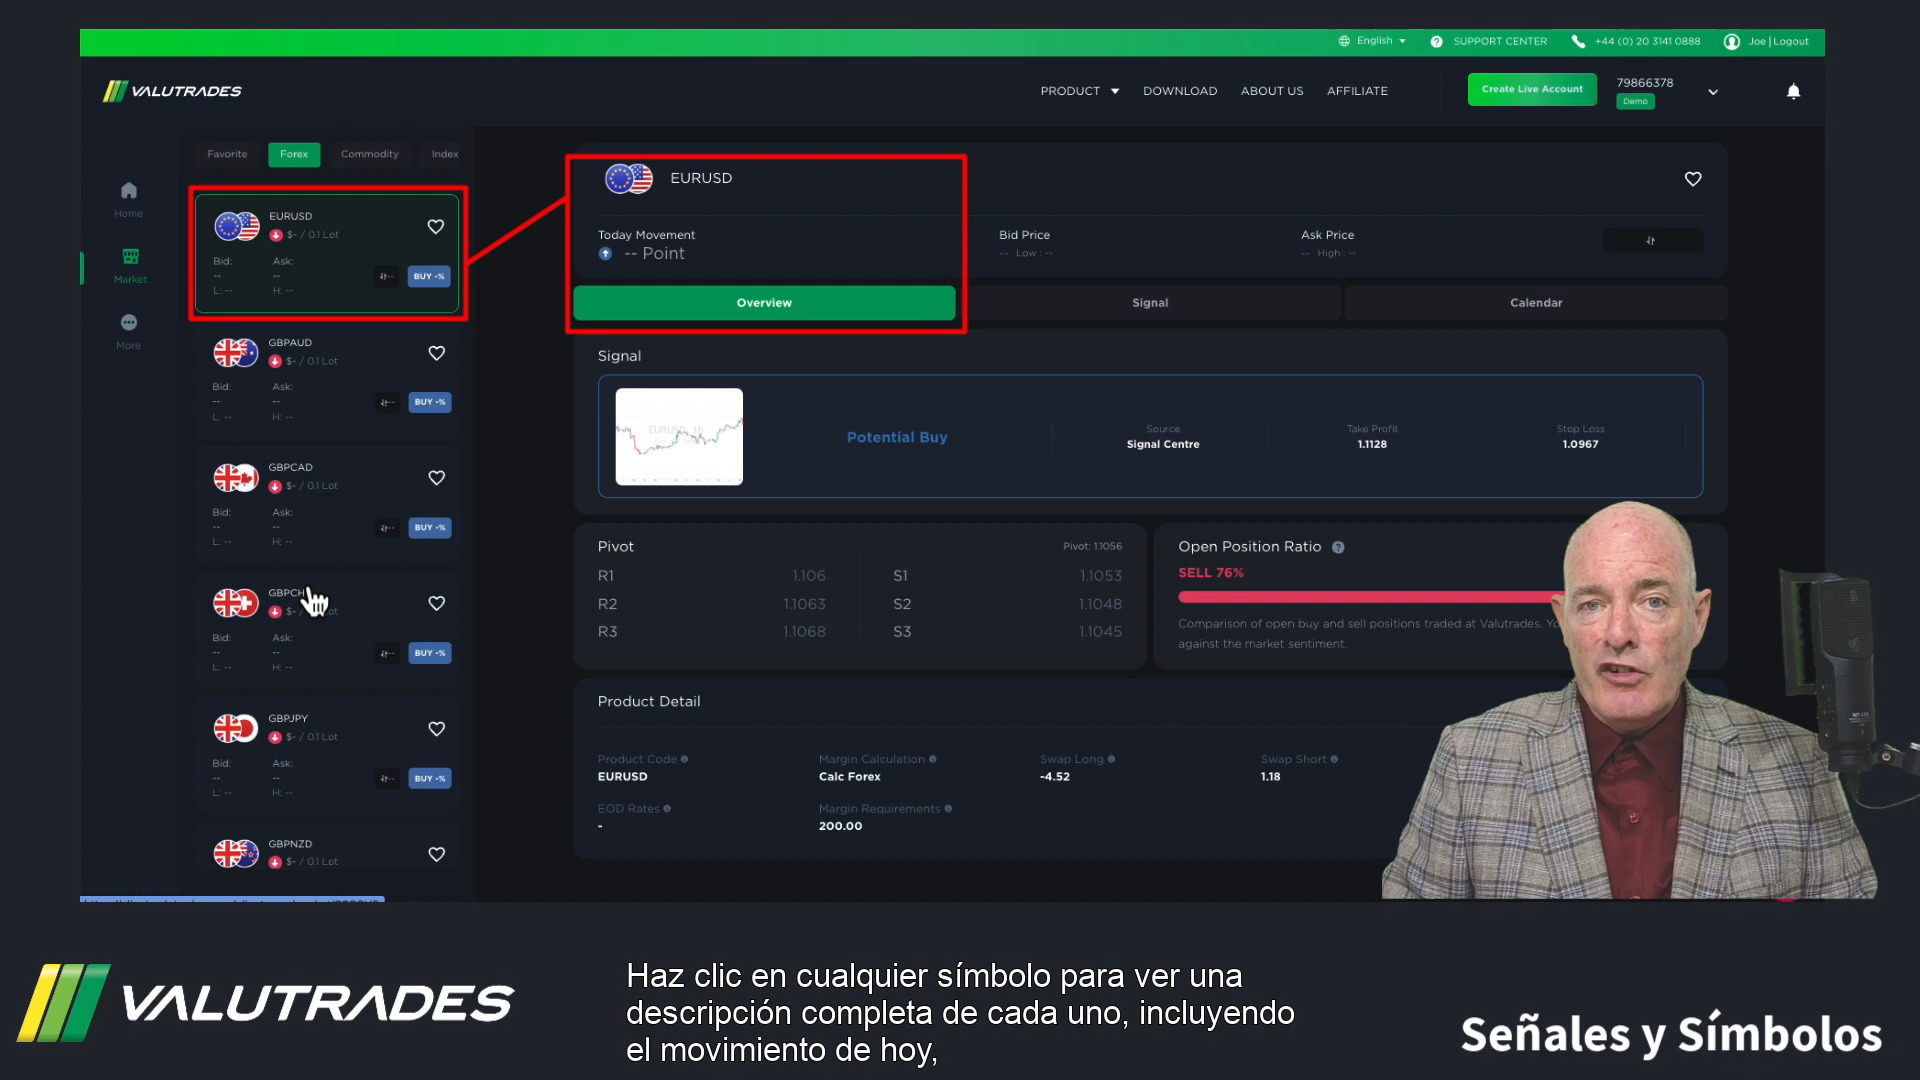 English
SUPPORT CENTER
+44 (0) 20 3141 0888
Joe | Logout
VALUTRADES
PRODUCT
DOWNLOAD
ABOUT US
AFFILIATE
Create Live Account
79866378
Demo
Favorite
Forex
Commodity
Index
Home
Market
More
EURUSD
$- / 0.1 Lot
Bid:
Ask:
--
--
L: --
H: --
--
BUY -%
GBPAUD
$- / 0.1 Lot
Bid:
Ask:
--
--
L: --
H: --
--
BUY -%
GBPCAD
$- / 0.1 Lot
Bid:
Ask:
--
--
L: --
H: --
--
BUY -%
GBPCH
$-
ot
Bid:
Ask:
--
--
L: --
H: --
--
BUY -%
GBPJPY
$- / 0.1 Lot
Bid:
Ask:
--
--
L: --
H: --
--
BUY -%
GBPNZD
$- / 0.1 Lot
EURUSD
Today Movement
-- Point
Bid Price
-- Low : --
Ask Price
-- High : --
Overview
Signal
Calendar
Signal
EURUSD, 1h
Potential Buy
Source
Signal Centre
Take Profit
1.1128
Stop Loss
1.0967
Pivot
Pivot: 1.1056
R1 1.106
S1 1.1053
R2 1.1063
S2 1.1048
R3 1.1068
S3 1.1045
Open Position Ratio
SELL 76%
Comparison of open buy and sell positions traded at Valutrades.
against the market sentiment.
Product Detail
Product Code
EURUSD
Margin Calculation
Calc Forex
Swap Long
-4.52
Swap Short
1.18
EOD Rates
-
Margin Requirements
200.00
VALUTRADES
Haz clic en cualquier símbolo para ver una
descripción completa de cada uno, incluyendo
el movimiento de hoy,
Señales y Símbolos